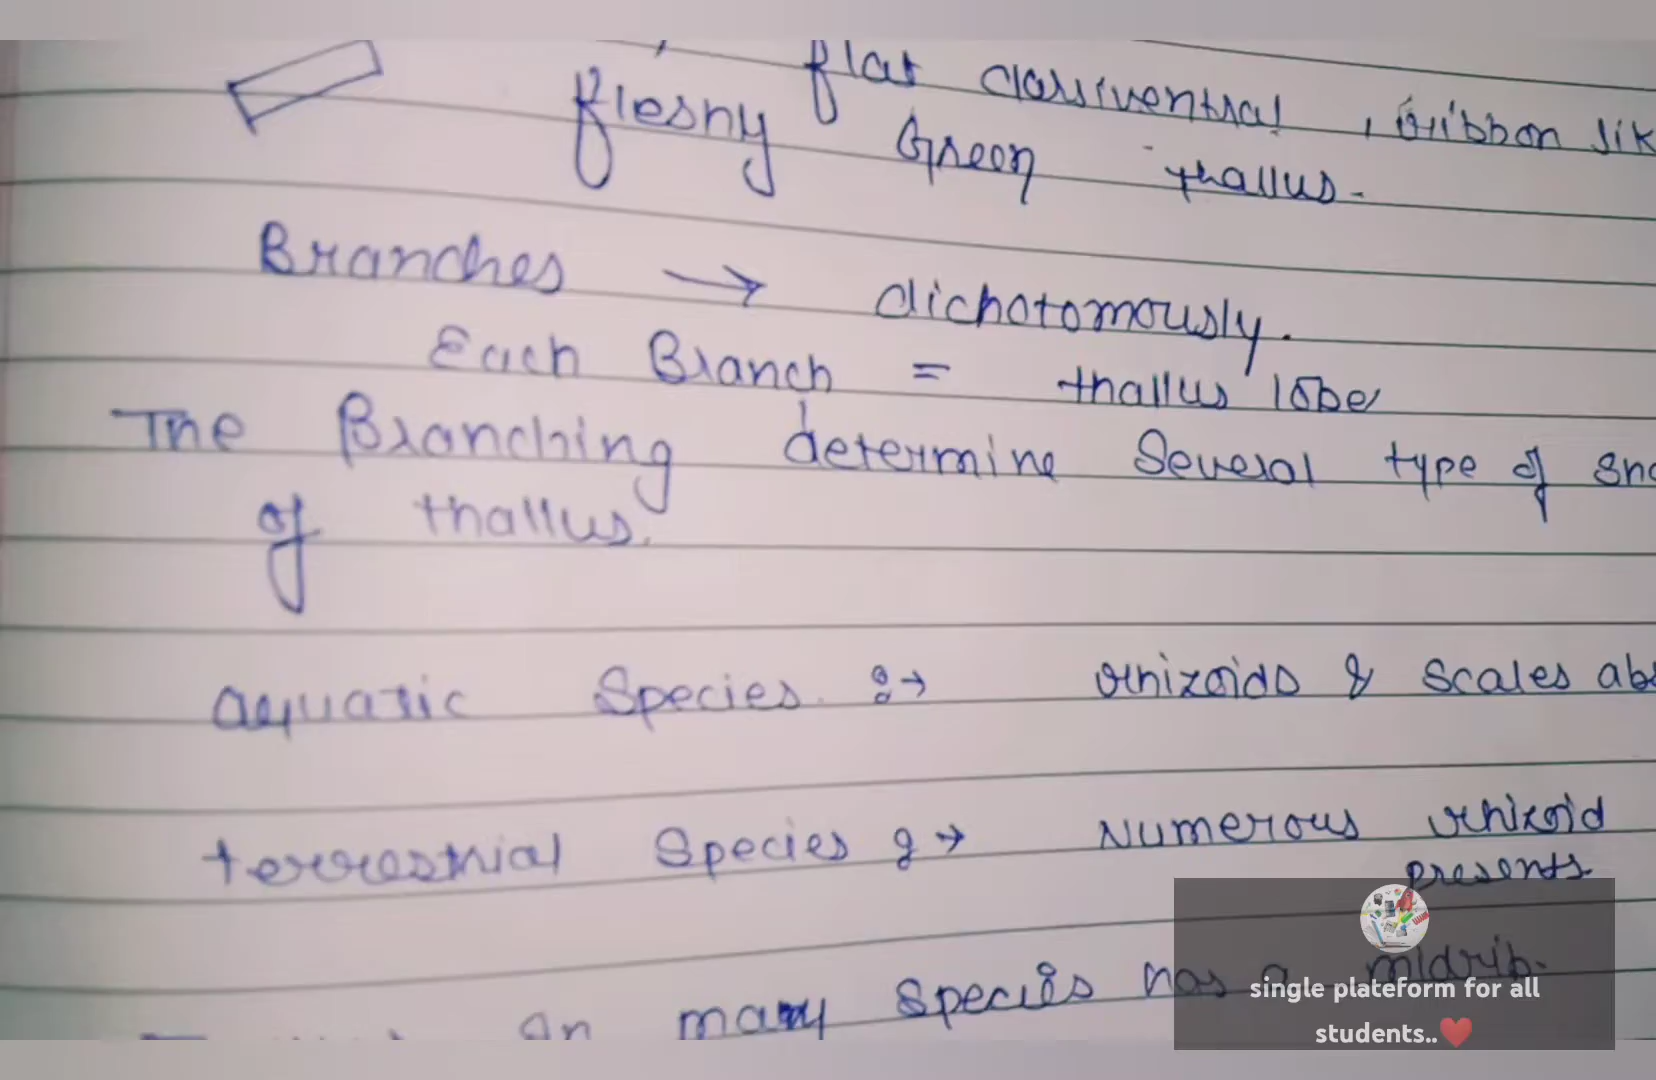 flat dorsiventral, ribbon lik
fleshy Green thallus.
Branches → dichotomously.
Each Branch = thallus lobe
The Branching determine Several type of sha
of thallus.
aquatic Species :→ rhizoids & Scales abs
terrestrial Species :→ Numerous rhizoid
presents
In many Species has a midrib.
single plateform for all
students..❤️